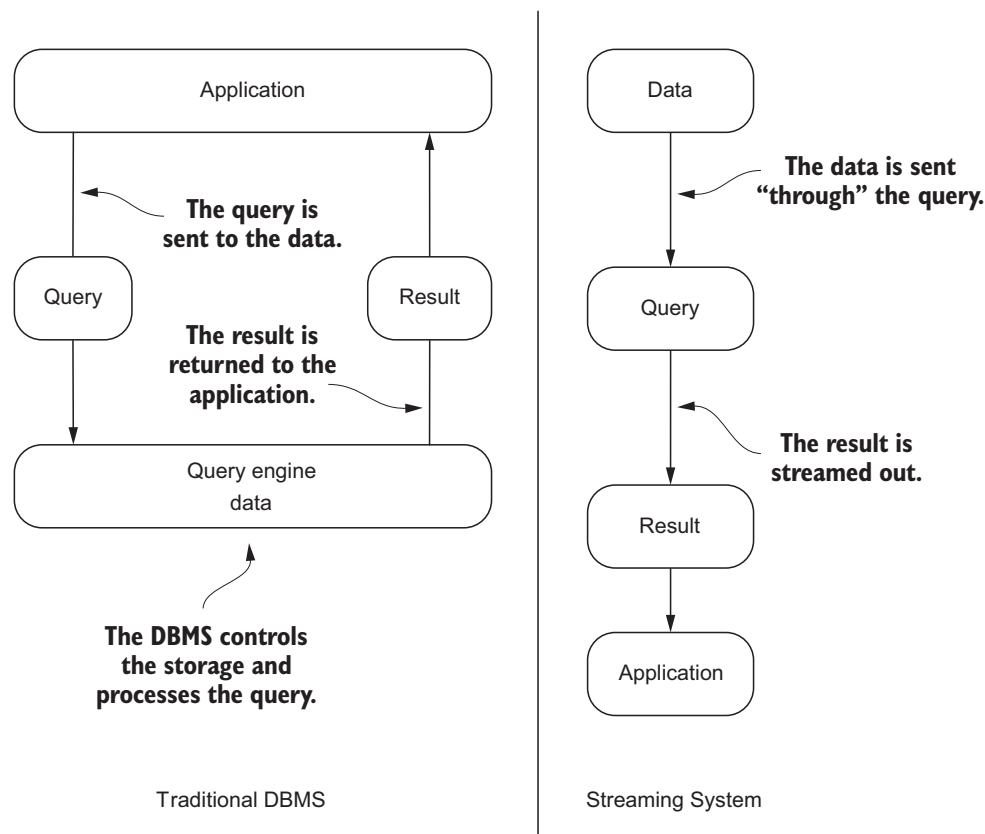 Application
The query is
sent to the data.
Query
Result
The result is
returned to the
application.
Query engine
data
The DBMS controls
the storage and
processes the query.
Traditional DBMS
Data
The data is sent
“through” the query.
Query
The result is
streamed out.
Result
Application
Streaming System